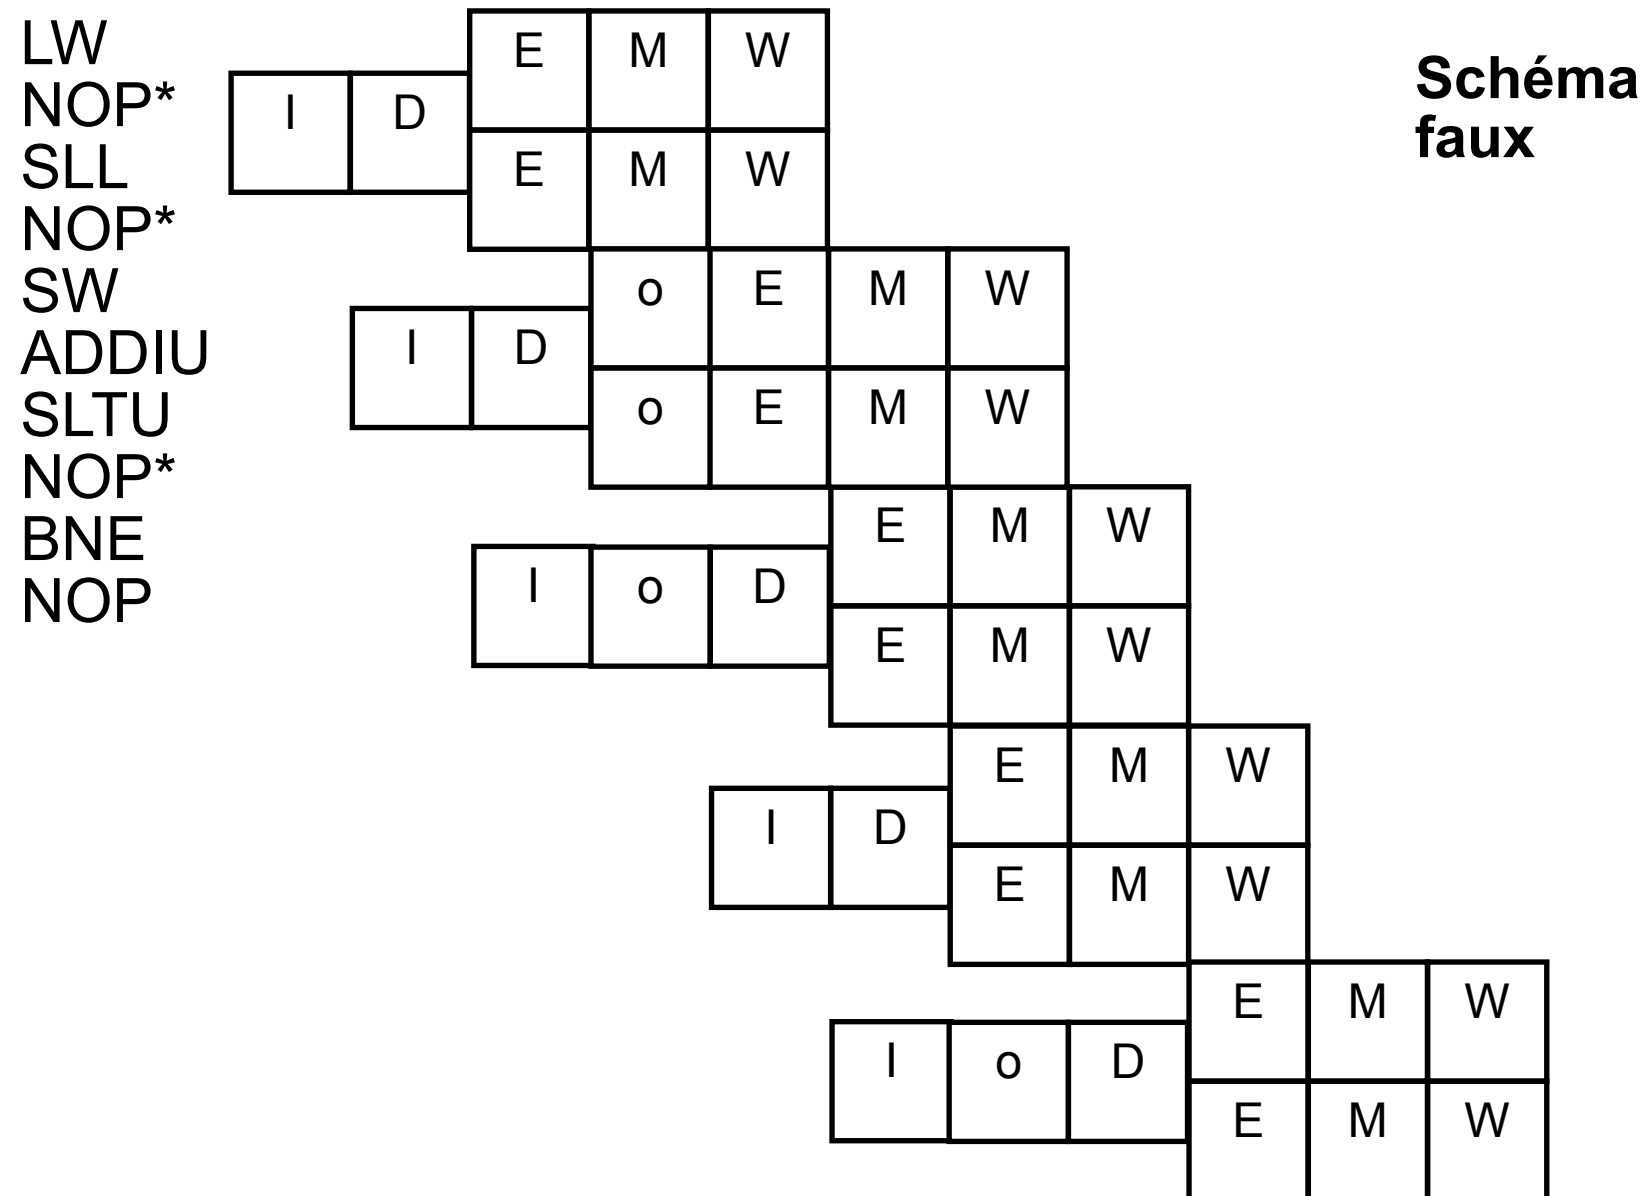 LW
NOP*
SLL
NOP*
SW
ADDIU
SLTU
NOP*
BNE
NOP
Schéma
faux
E M W
I D
E M W
o E M W
I D
o E M W
E M W
I o D
E M W
E M W
I D
E M W
E M W
I o D
E M W